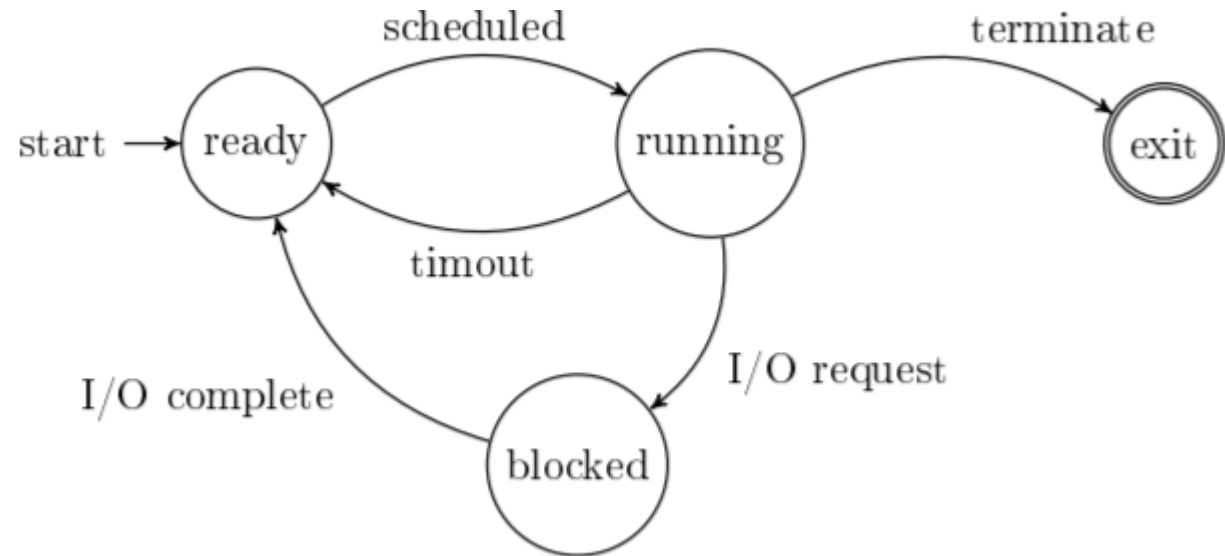 scheduled
terminate
start
ready
running
exit
timout
I/O request
I/O complete
blocked